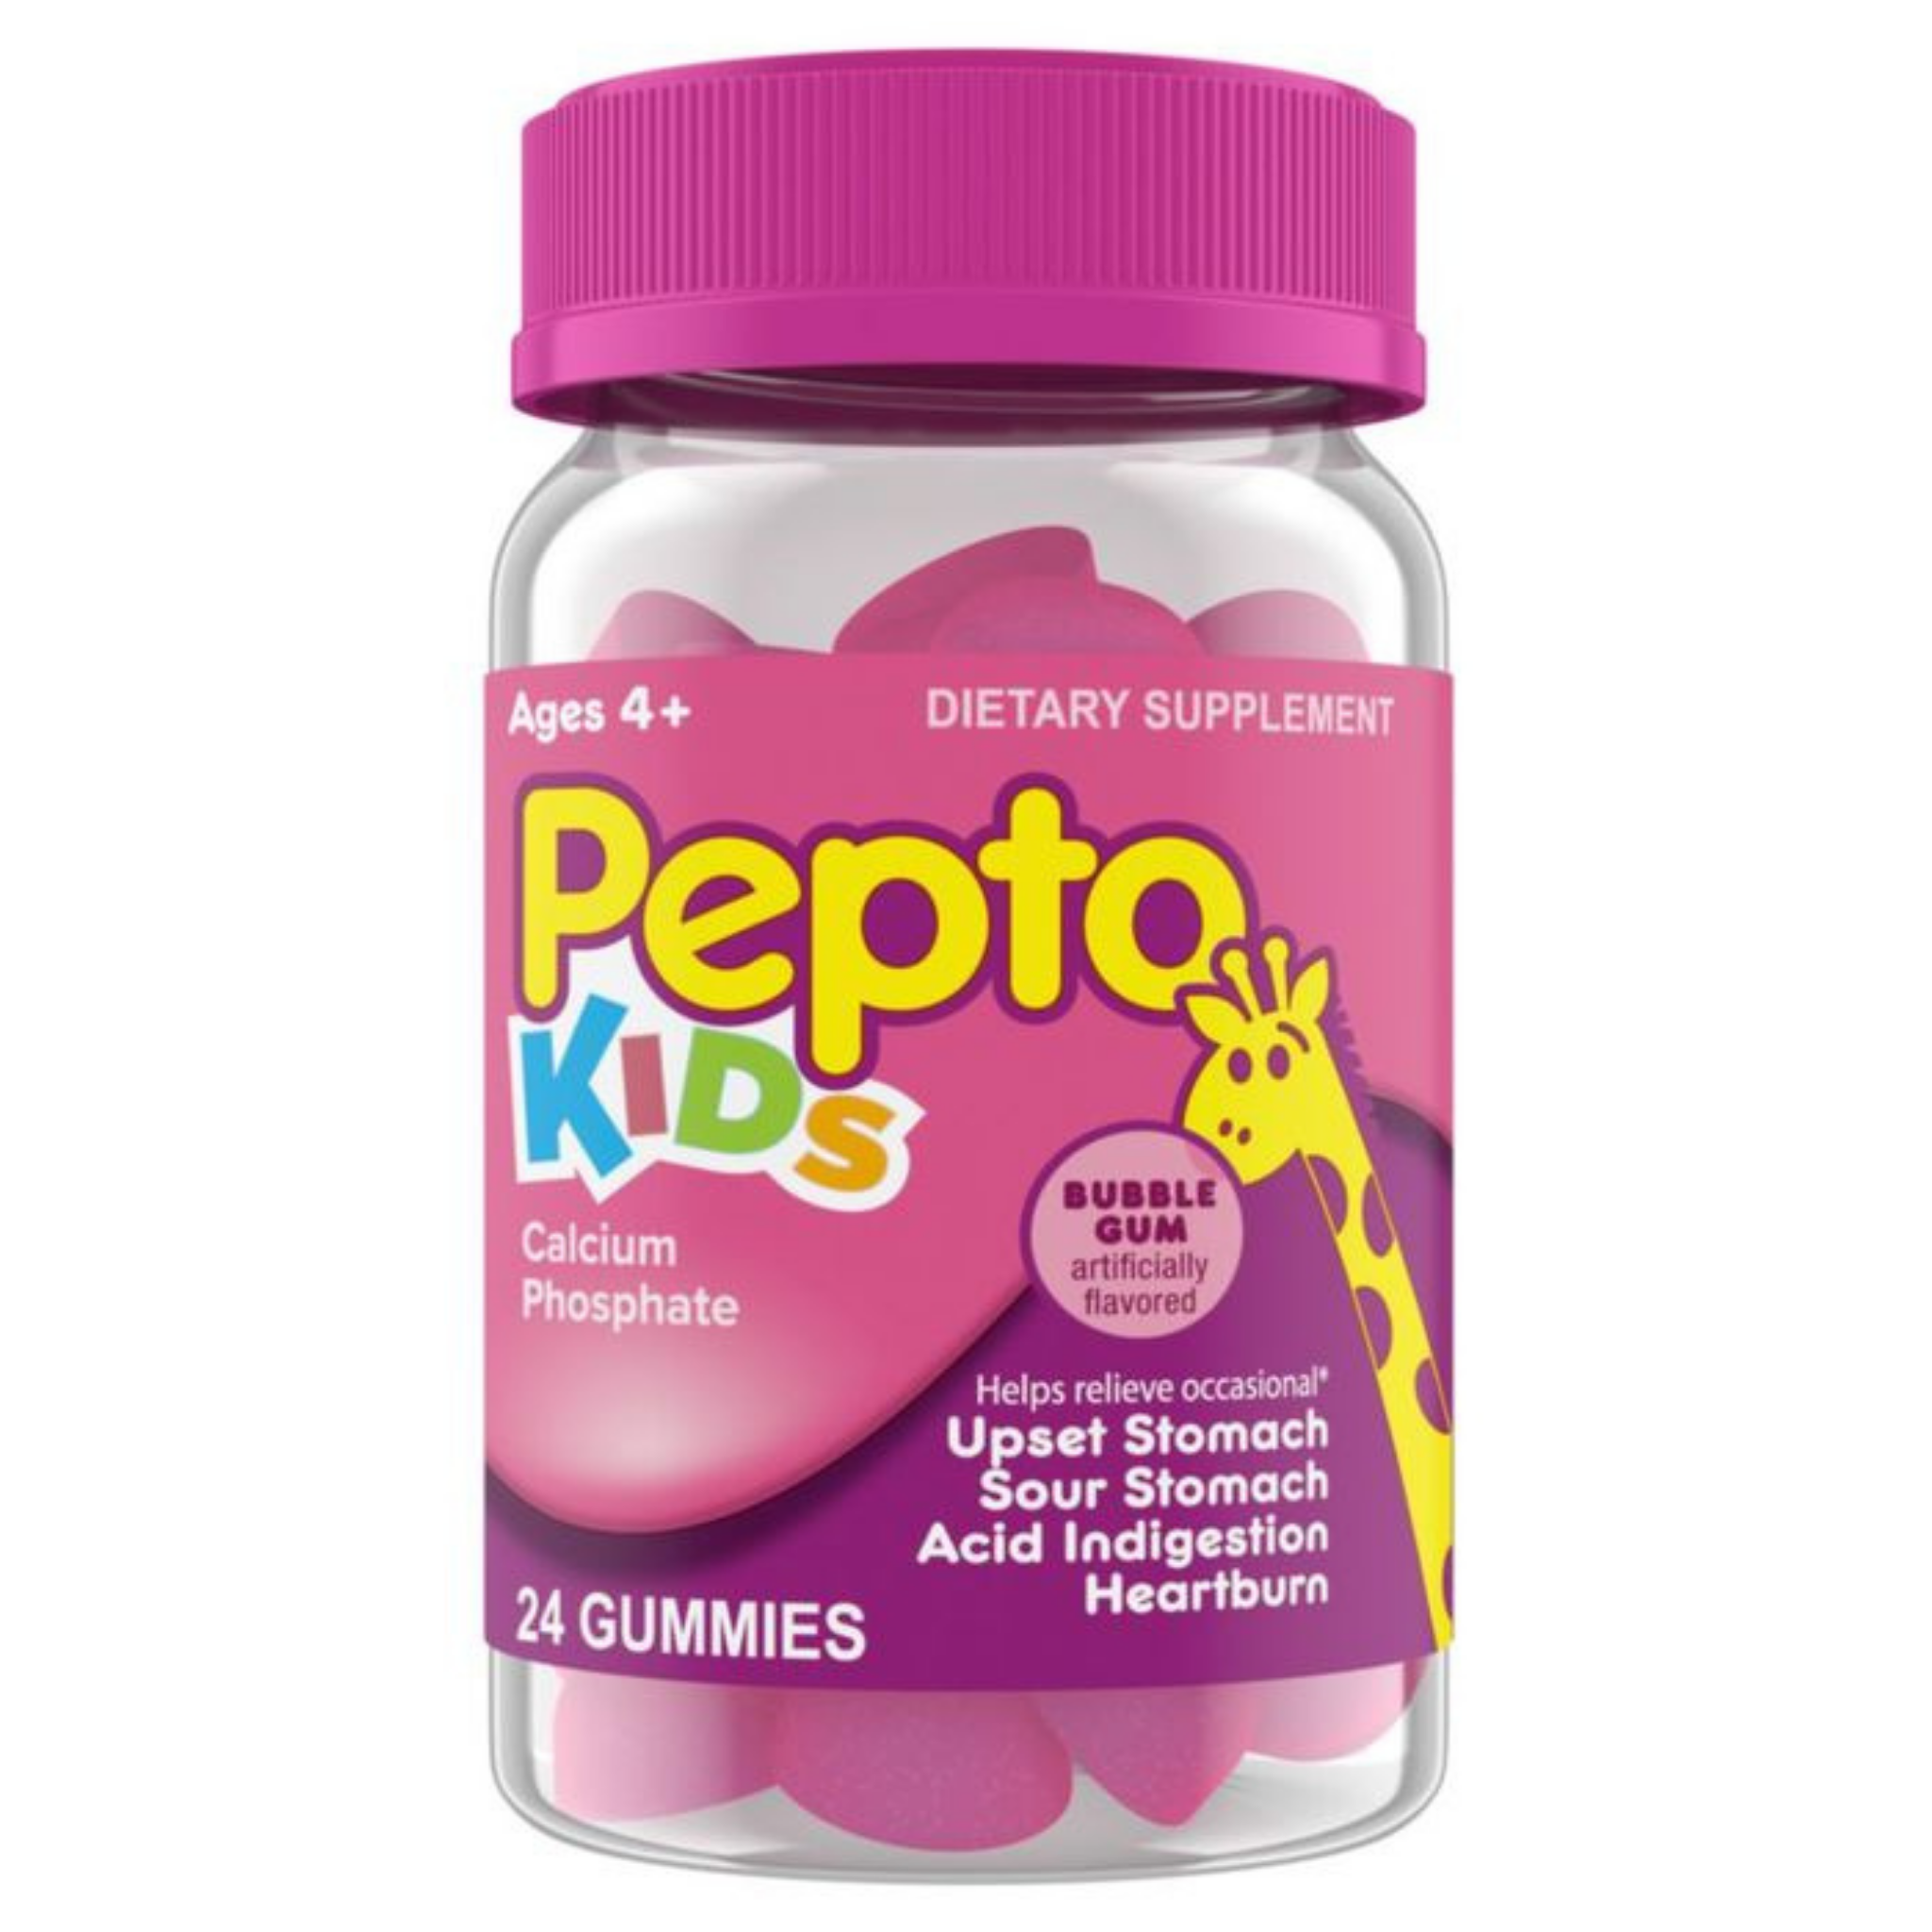 Ages 4+
DIETARY SUPPLEMENT
Pepto
KIDS
Calcium
Phosphate
BUBBLE
GUM
artificially
flavored
Helps relieve occasional*
Upset Stomach
Sour Stomach
Acid Indigestion
Heartburn
24 GUMMIES